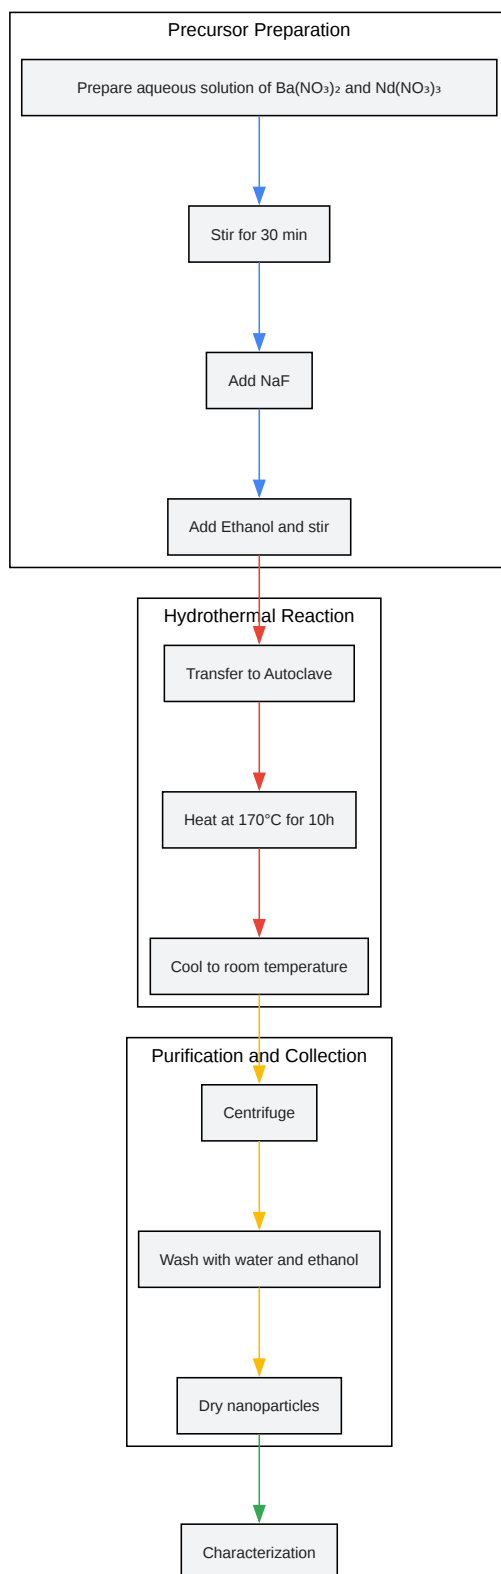 Precursor Preparation
Prepare aqueous solution of Ba(NO₃)₂ and Nd(NO₃)₃
Stir for 30 min
Add NaF
Add Ethanol and stir
Hydrothermal Reaction
Transfer to Autoclave
Heat at 170°C for 10h
Cool to room temperature
Purification and Collection
Centrifuge
Wash with water and ethanol
Dry nanoparticles
Characterization